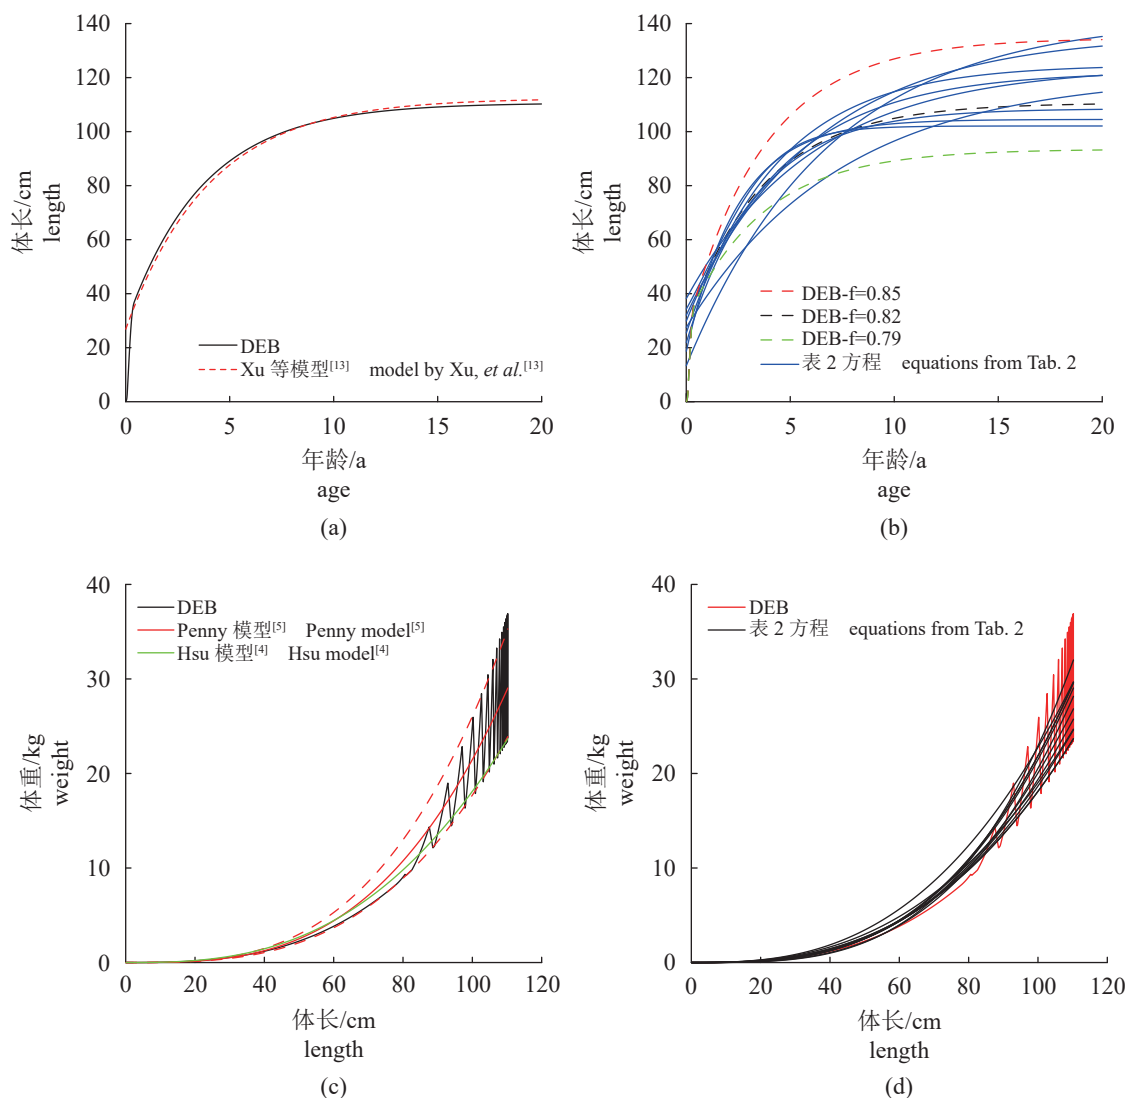 140
120
100
80
60
40
20
0
体长/cm
length
DEB
Xu 等模型[13] model by Xu, et al.[13]
0 5 10 15 20
年龄/a
age
(a)
140
120
100
80
60
40
20
0
体长/cm
length
DEB-f=0.85
DEB-f=0.82
DEB-f=0.79
表 2 方程 equations from Tab. 2
0 5 10 15 20
年龄/a
age
(b)
40
30
20
10
0
体重/kg
weight
DEB
Penny 模型[5] Penny model[5]
Hsu 模型[4] Hsu model[4]
0 20 40 60 80 100 120
体长/cm
length
(c)
40
30
20
10
0
体重/kg
weight
DEB
表 2 方程 equations from Tab. 2
0 20 40 60 80 100 120
体长/cm
length
(d)